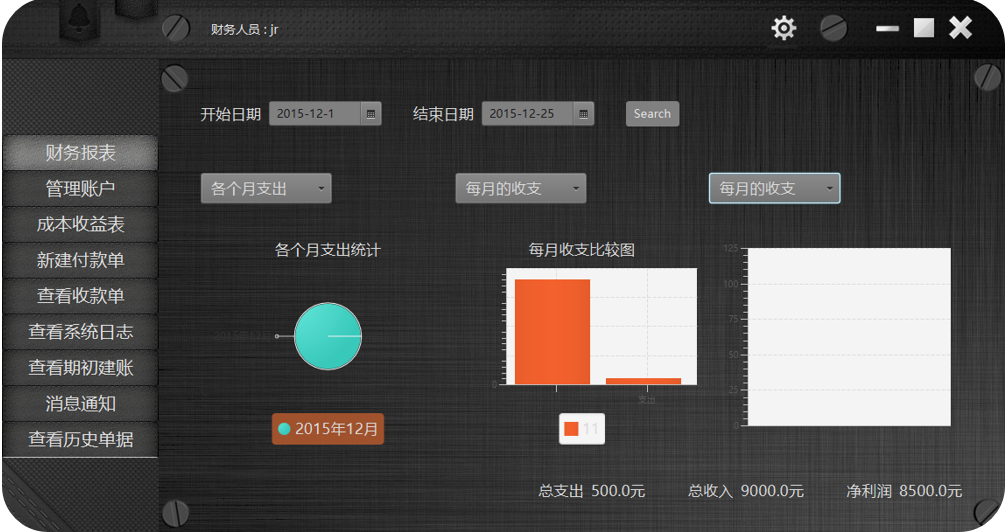 财务人员 : jr
开始日期 2015-12-1 结束日期 2015-12-25 Search
财务报表
管理账户
成本收益表
新建付款单
查看收款单
查看系统日志
查看期初建账
消息通知
查看历史单据
各个月支出 每月的收支 每月的收支
各个月支出统计
2015年12月
每月收支比较图
0
支出
11
125
100
75
50
25
0
总支出 500.0元 总收入 9000.0元 净利润 8500.0元